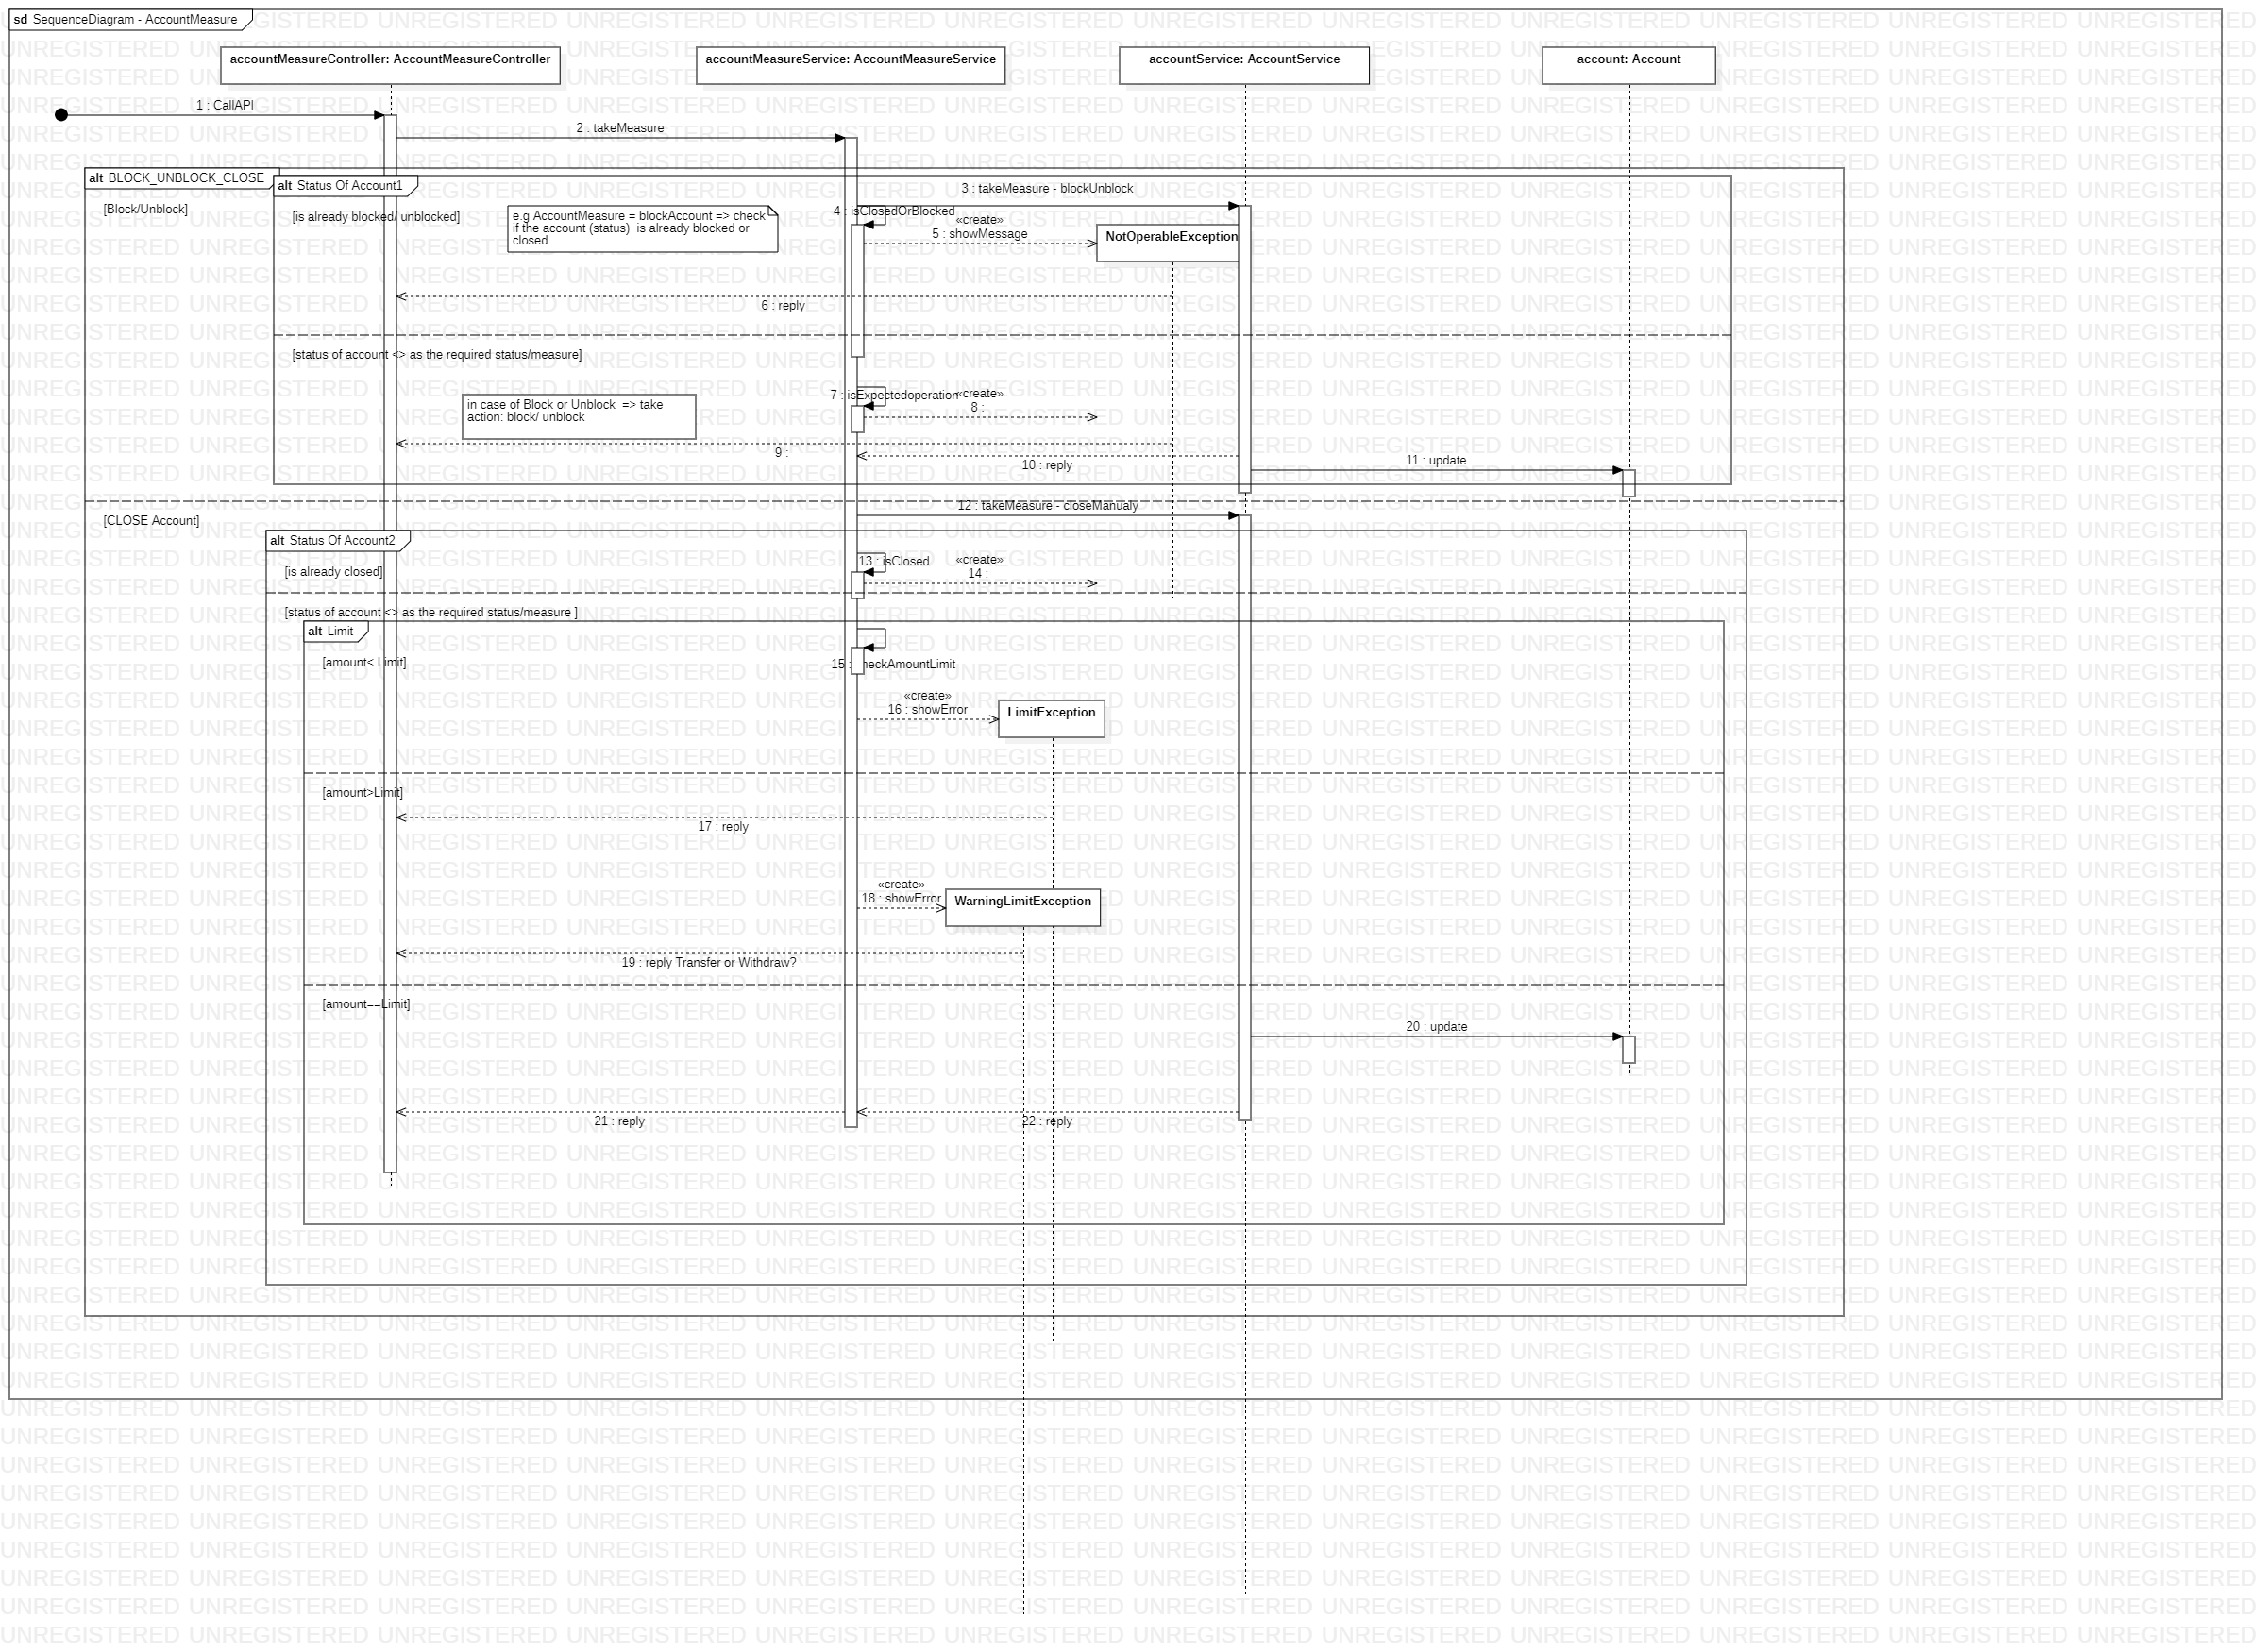 sd SequenceDiagram - AccountMeasure
accountMeasureController: AccountMeasureController
accountMeasureService: AccountMeasureService
accountService: AccountService
account: Account
1 : CallAPI
2 : takeMeasure
alt BLOCK_UNBLOCK_CLOSE
alt Status Of Account1
3 : takeMeasure - blockUnblock
[Block/Unblock]
[is already blocked/ unblocked]
e.g AccountMeasure = blockAccount => check
if the account (status)  is already blocked or
closed
4 : isClosedOrBlocked
«create»
5 : showMessage
NotOperableException
6 : reply
[status of account <> as the required status/measure]
7 : isExpectedoperation
«create»
8 :
in case of Block or Unblock  => take
action: block/ unblock
9 :
10 : reply
11 : update
12 : takeMeasure - closeManualy
[CLOSE Account]
alt Status Of Account2
13 : isClosed
«create»
14 :
[is already closed]
[status of account <> as the required status/measure ]
alt Limit
[amount< Limit]
15 : heckAmountLimit
«create»
16 : showError
LimitException
[amount>Limit]
17 : reply
«create»
18 : showError
WarningLimitException
19 : reply Transfer or Withdraw?
[amount==Limit]
20 : update
21 : reply
22 : reply
UNREGISTERED